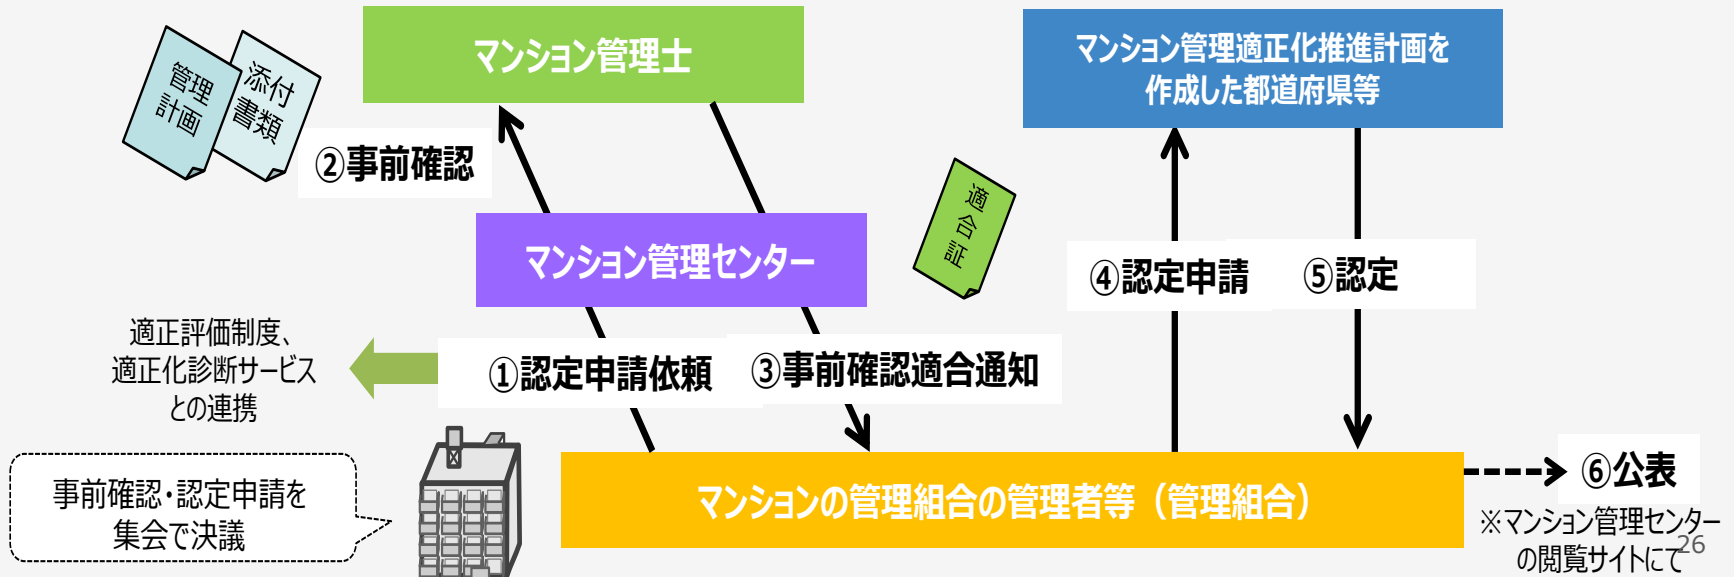 マンション管理士
マンション管理適正化推進計画を
作成した都道府県等
管理
計画
添付
書類
②事前確認
適合証
マンション管理センター
④認定申請
⑤認定
適正評価制度、
適正化診断サービス
との連携
①認定申請依頼
③事前確認適合通知
事前確認・認定申請を
集会で決議
マンションの管理組合の管理者等（管理組合）
⑥公表
※マンション管理センター
の閲覧サイトにて
26